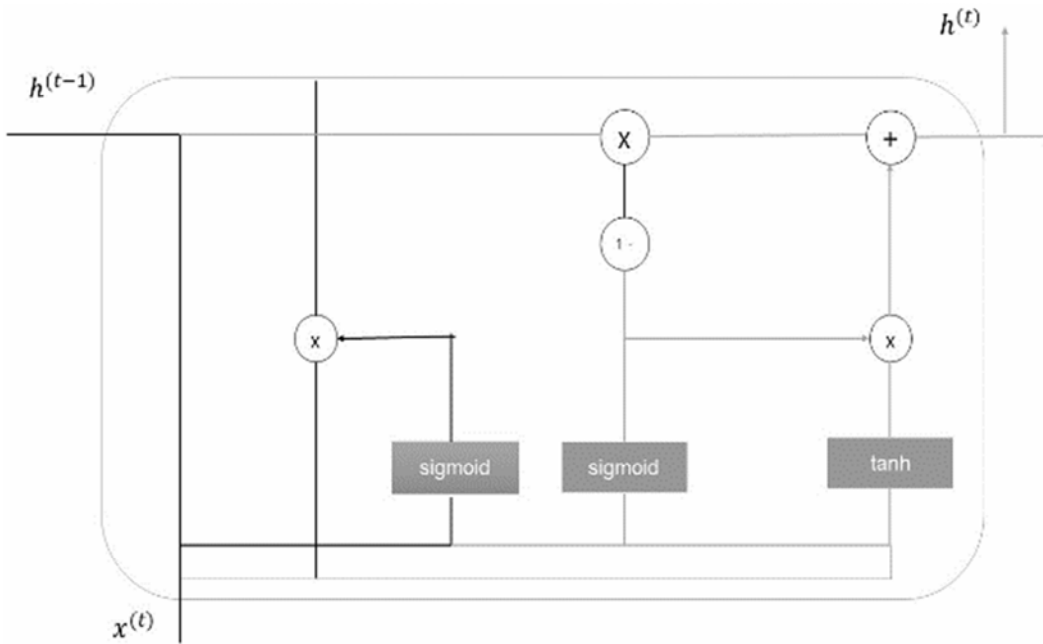 h^{(t)}
h^{(t-1)}
X
+
1 -
x
x
sigmoid
sigmoid
tanh
x^{(t)}